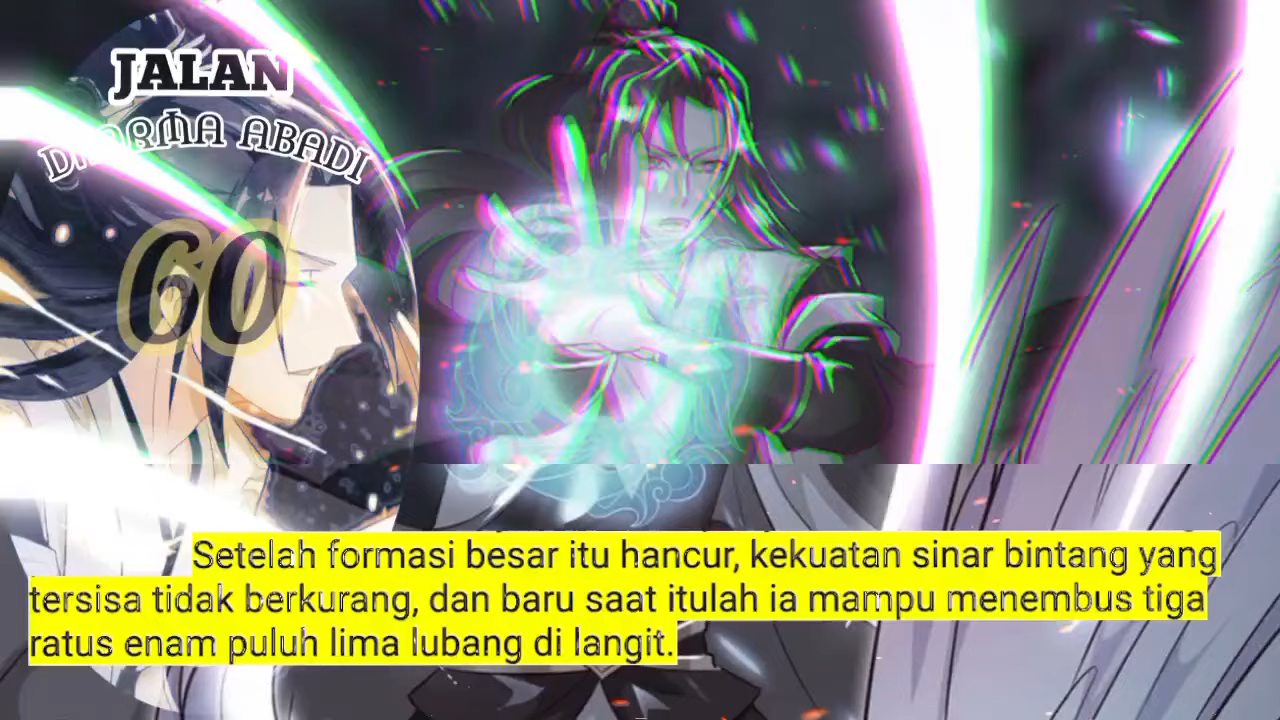 JALAN
DHARMA ABADI
60
Setelah formasi besar itu hancur, kekuatan sinar bintang yang
tersisa tidak berkurang, dan baru saat itulah ia mampu menembus tiga
ratus enam puluh lima lubang di langit.